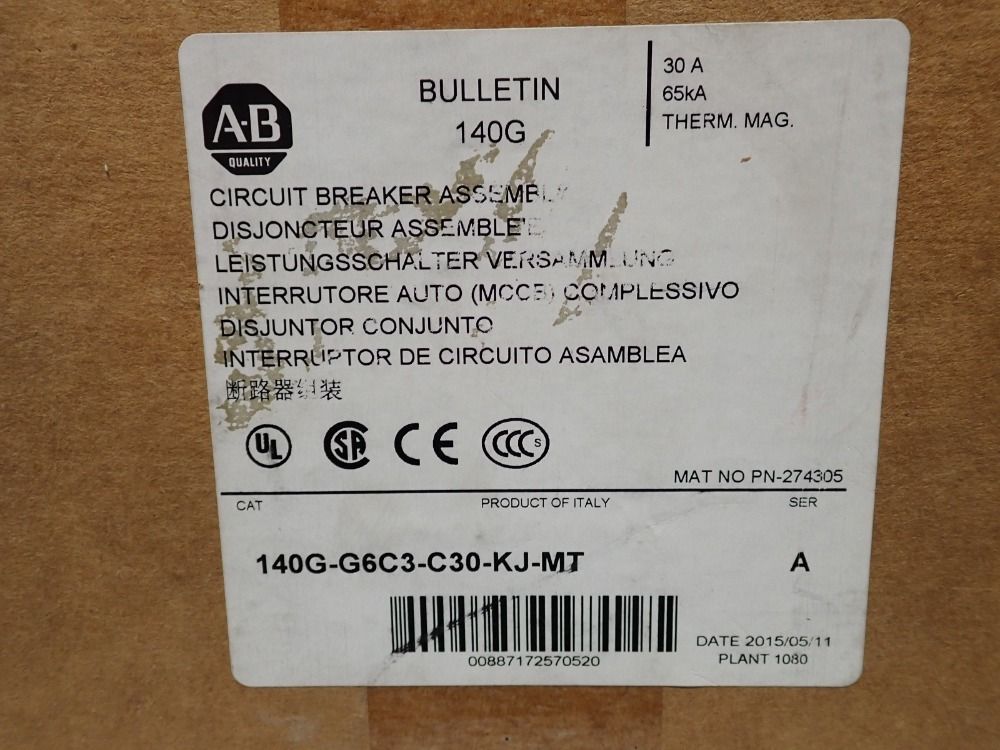 A-B
QUALITY
BULLETIN
140G
30 A
65kA
THERM. MAG.
CIRCUIT BREAKER ASSEMBLY
DISJONCTEUR ASSEMBLE'E
LEISTUNGSSCHALTER VERSAMMLUNG
INTERRUTORE AUTO (MCCB) COMPLESSIVO
DISJUNTOR CONJUNTO
INTERRUPTOR DE CIRCUITO ASAMBLEA
断路器组装
UL
SA
CE
CCC S
MAT NO PN-274305
CAT
PRODUCT OF ITALY
SER
140G-G6C3-C30-KJ-MT
A
00887172570520
DATE 2015/05/11
PLANT 1080